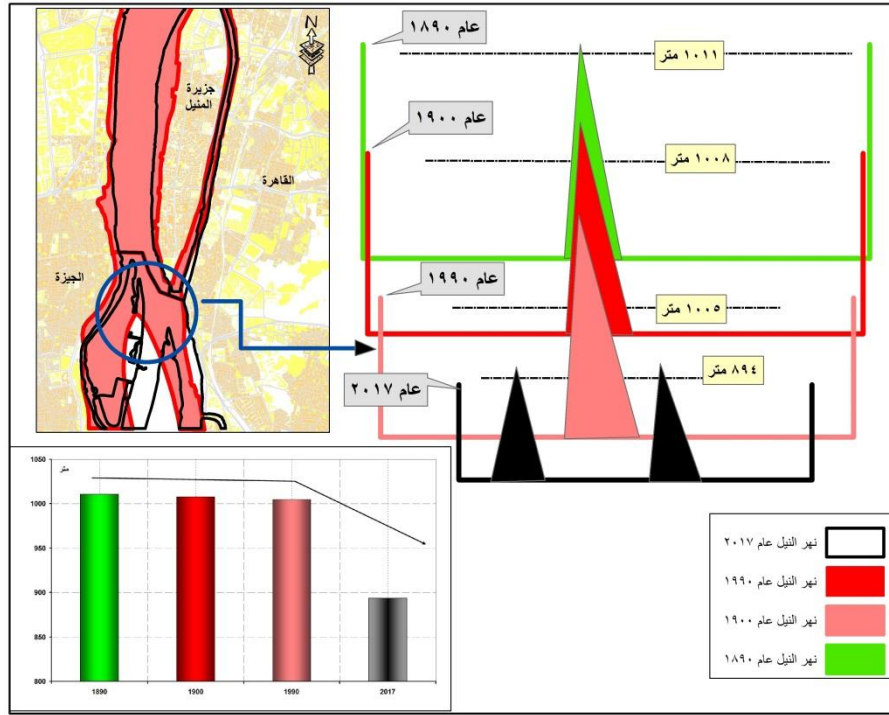 N
جزيرة
المنيل
القاهرة
الجيزة
عام ١٨٩٠
١٠١١ متر
عام ١٩٠٠
١٠٠٨ متر
عام ١٩٩٠
١٠٠٥ متر
عام ٢٠١٧
٨٩٤ متر
متر
1050
1000
950
900
850
800
1890
1900
1990
2017
نهر النيل عام ٢٠١٧
نهر النيل عام ١٩٩٠
نهر النيل عام ١٩٠٠
نهر النيل عام ١٨٩٠